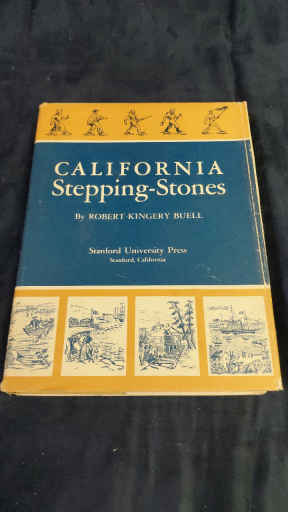 CALIFORNIA
Stepping-Stones
By ROBERT KINGERY BUELL
Stanford University Press
Stanford, California